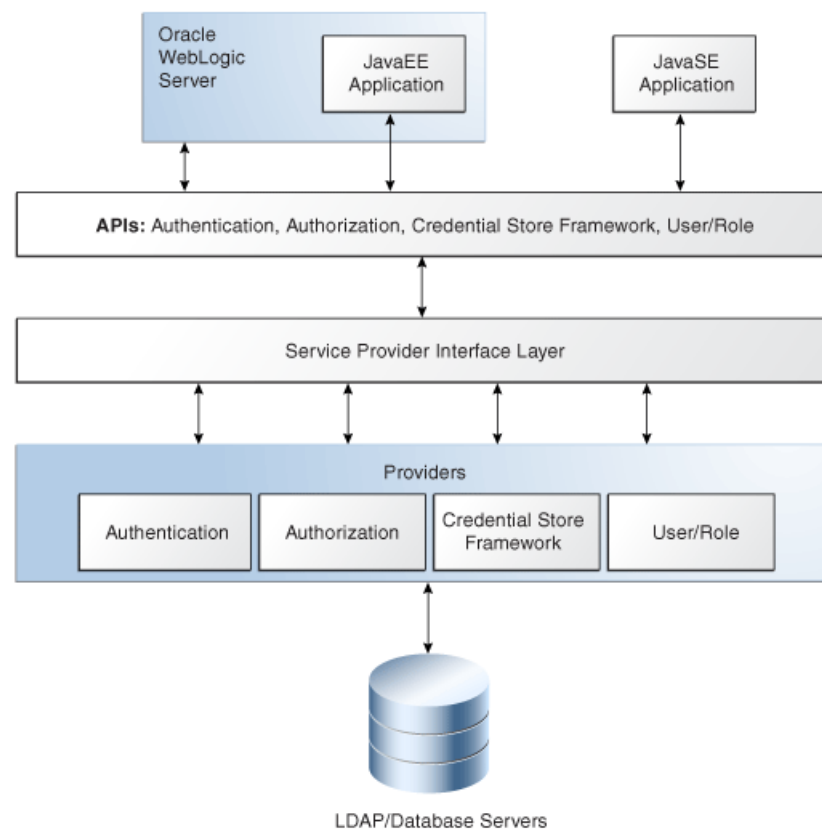 Oracle
WebLogic
Server
JavaEE
Application
JavaSE
Application
APIs: Authentication, Authorization, Credential Store Framework, User/Role
Service Provider Interface Layer
Providers
Authentication
Authorization
Credential Store
Framework
User/Role
LDAP/Database Servers